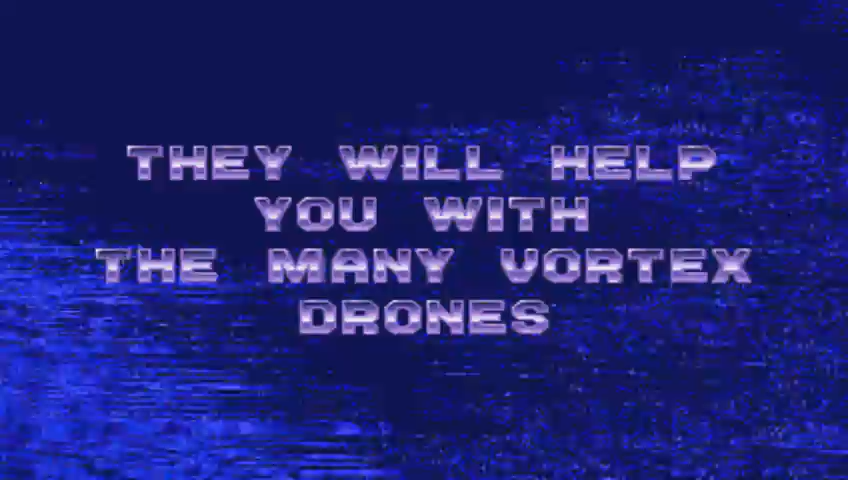 THEY WILL HELP
YOU WITH
THE MANY VORTEX
DRONES